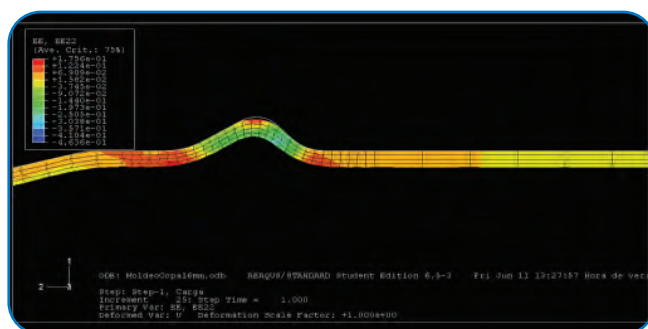 EE, EE22
(Ave. Crit.: 75%)
+1.756e-01
+1.224e-01
+6.909e-02
+1.582e-02
-3.745e-02
-9.072e-02
-1.440e-01
-1.973e-01
-2.505e-01
-3.038e-01
-3.571e-01
-4.104e-01
-4.636e-01
1
2
3
ODB: MoldeoCopa16mm.odb ABAQUS/STANDARD Student Edition 6.5-3 Fri Jun 11 13:27:57 Hora de ver
Step: Step-1, Carga
Increment 25: Step Time = 1.000
Primary Var: EE, EE22
Deformed Var: U Deformation Scale Factor: +1.000e+00